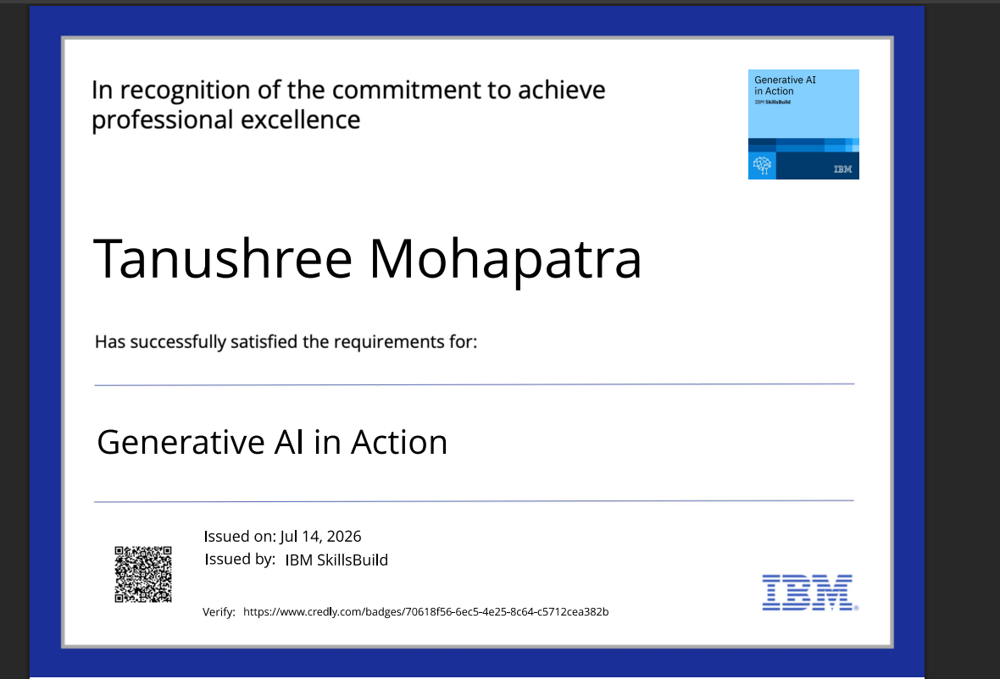 In recognition of the commitment to achieve
professional excellence
Generative AI
in Action
IBM SkillsBuild
IBM
Tanushree Mohapatra
Has successfully satisfied the requirements for:
Generative AI in Action
Issued on: Jul 14, 2026
Issued by: IBM SkillsBuild
Verify: https://www.credly.com/badges/70618f56-6ec5-4e25-8c64-c5712cea382b
IBM®